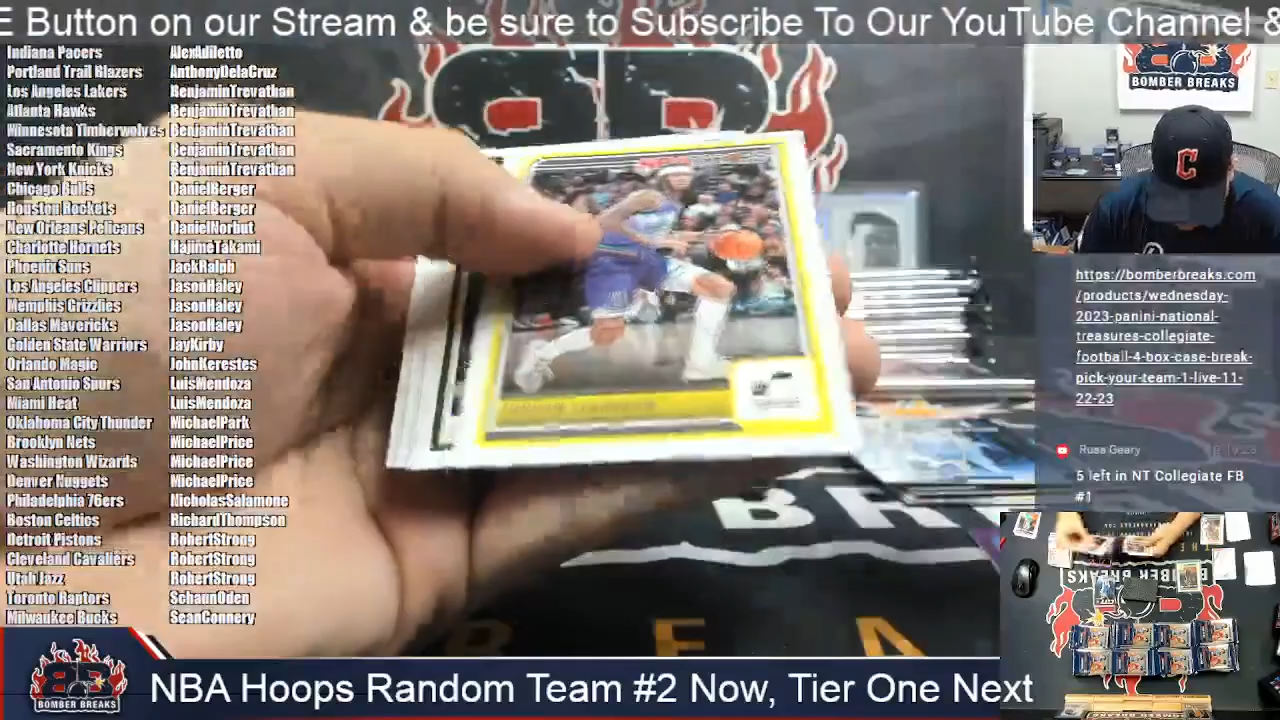 E Button on our Stream & be sure to Subscribe To Our YouTube Channel &
Indiana Pacers AlexAdiletto
Portland Trail Blazers AnthonyDelaCruz
Los Angeles Lakers BenjaminTrevathan
Atlanta Hawks BenjaminTrevathan
Winnesota Timberwolves BenjaminTrevathan
Sacramento Kings BenjaminTrevathan
New York Knicks BenjaminTrevathan
Chicago Bulls DanielBerger
Houston Rockets DanielBerger
New Orleans Pelicans DanielNorbut
Charlotte Hornets HajimeTakami
Phoenix Suns JackRalph
Los Angeles Clippers JasonHaley
Memphis Grizzlies JasonHaley
Dallas Mavericks JasonHaley
Golden State Warriors JayKirby
Orlando Magic JohnKerestes
San Antonio Spurs LuisMendoza
Miami Heat LuisMendoza
Oklahoma City Thunder MichaelPark
Brooklyn Nets MichaelPrice
Washington Wizards MichaelPrice
Denver Nuggets MichaelPrice
Philadelphia 76ers NicholasSalamone
Boston Celtics RichardThompson
Detroit Pistons RobertStrong
Cleveland Cavaliers RobertStrong
Utah Jazz RobertStrong
Toronto Raptors SchaunOden
Milwaukee Bucks SeanConnery
BOMBER BREAKS
C
https://bomberbreaks.com
/products/wednesday-
2023-panini-national-
treasures-collegiate-
football-4-box-case-break-
pick-your-team-1-live-11-
22-23
Russ Geary
5 left in NT Collegiate FB
#1
BOMBER BREAKS
BOMBER BREAKS
NBA Hoops Random Team #2 Now, Tier One Next